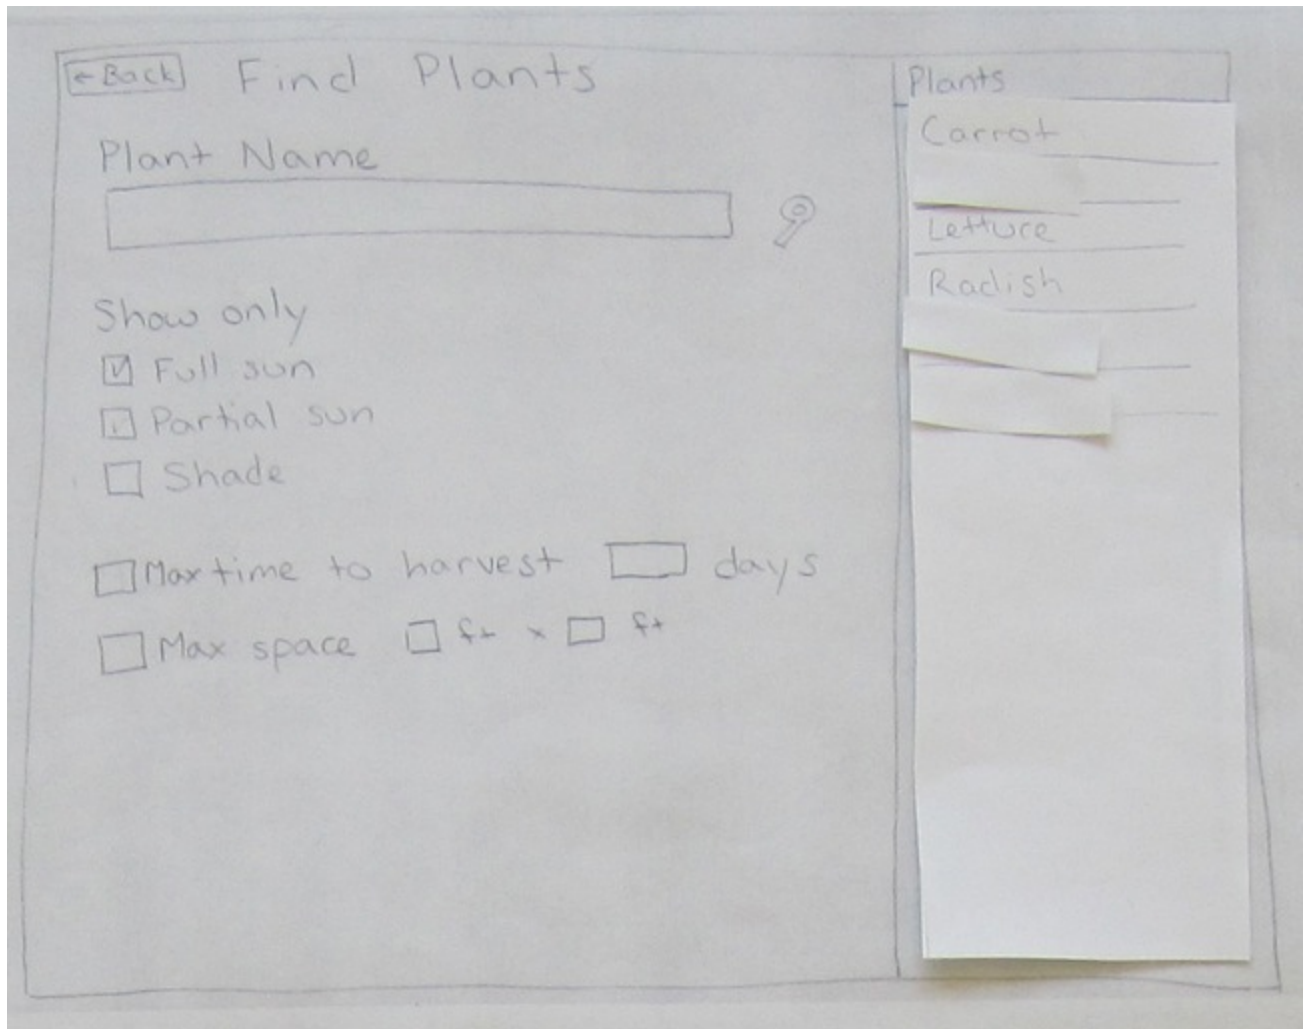 ←Back Find Plants
Plant Name
Show only
Full sun
Partial sun
Shade
Max time to harvest days
Max space ft x ft
Plants
Carrot
Lettuce
Radish